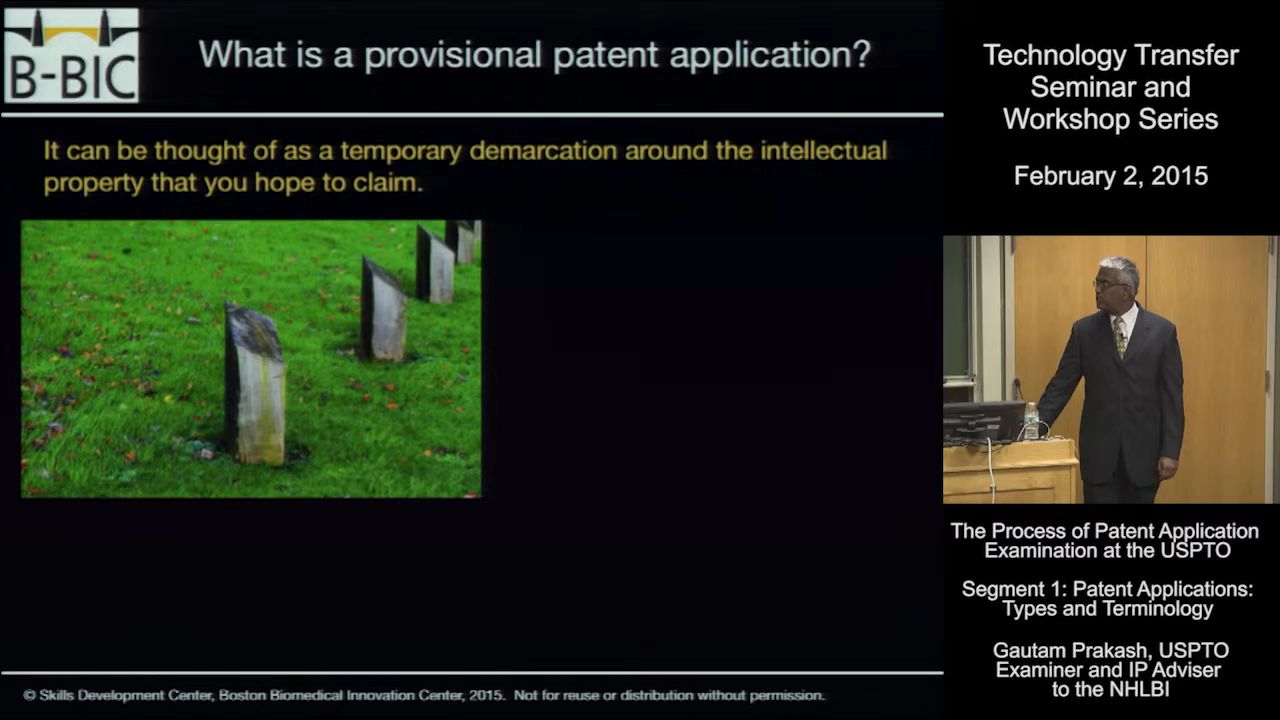 B-BIC
What is a provisional patent application?
It can be thought of as a temporary demarcation around the intellectual
property that you hope to claim.
© Skills Development Center, Boston Biomedical Innovation Center, 2015. Not for reuse or distribution without permission.
Technology Transfer
Seminar and
Workshop Series
February 2, 2015
The Process of Patent Application
Examination at the USPTO
Segment 1: Patent Applications:
Types and Terminology
Gautam Prakash, USPTO
Examiner and IP Adviser
to the NHLBI